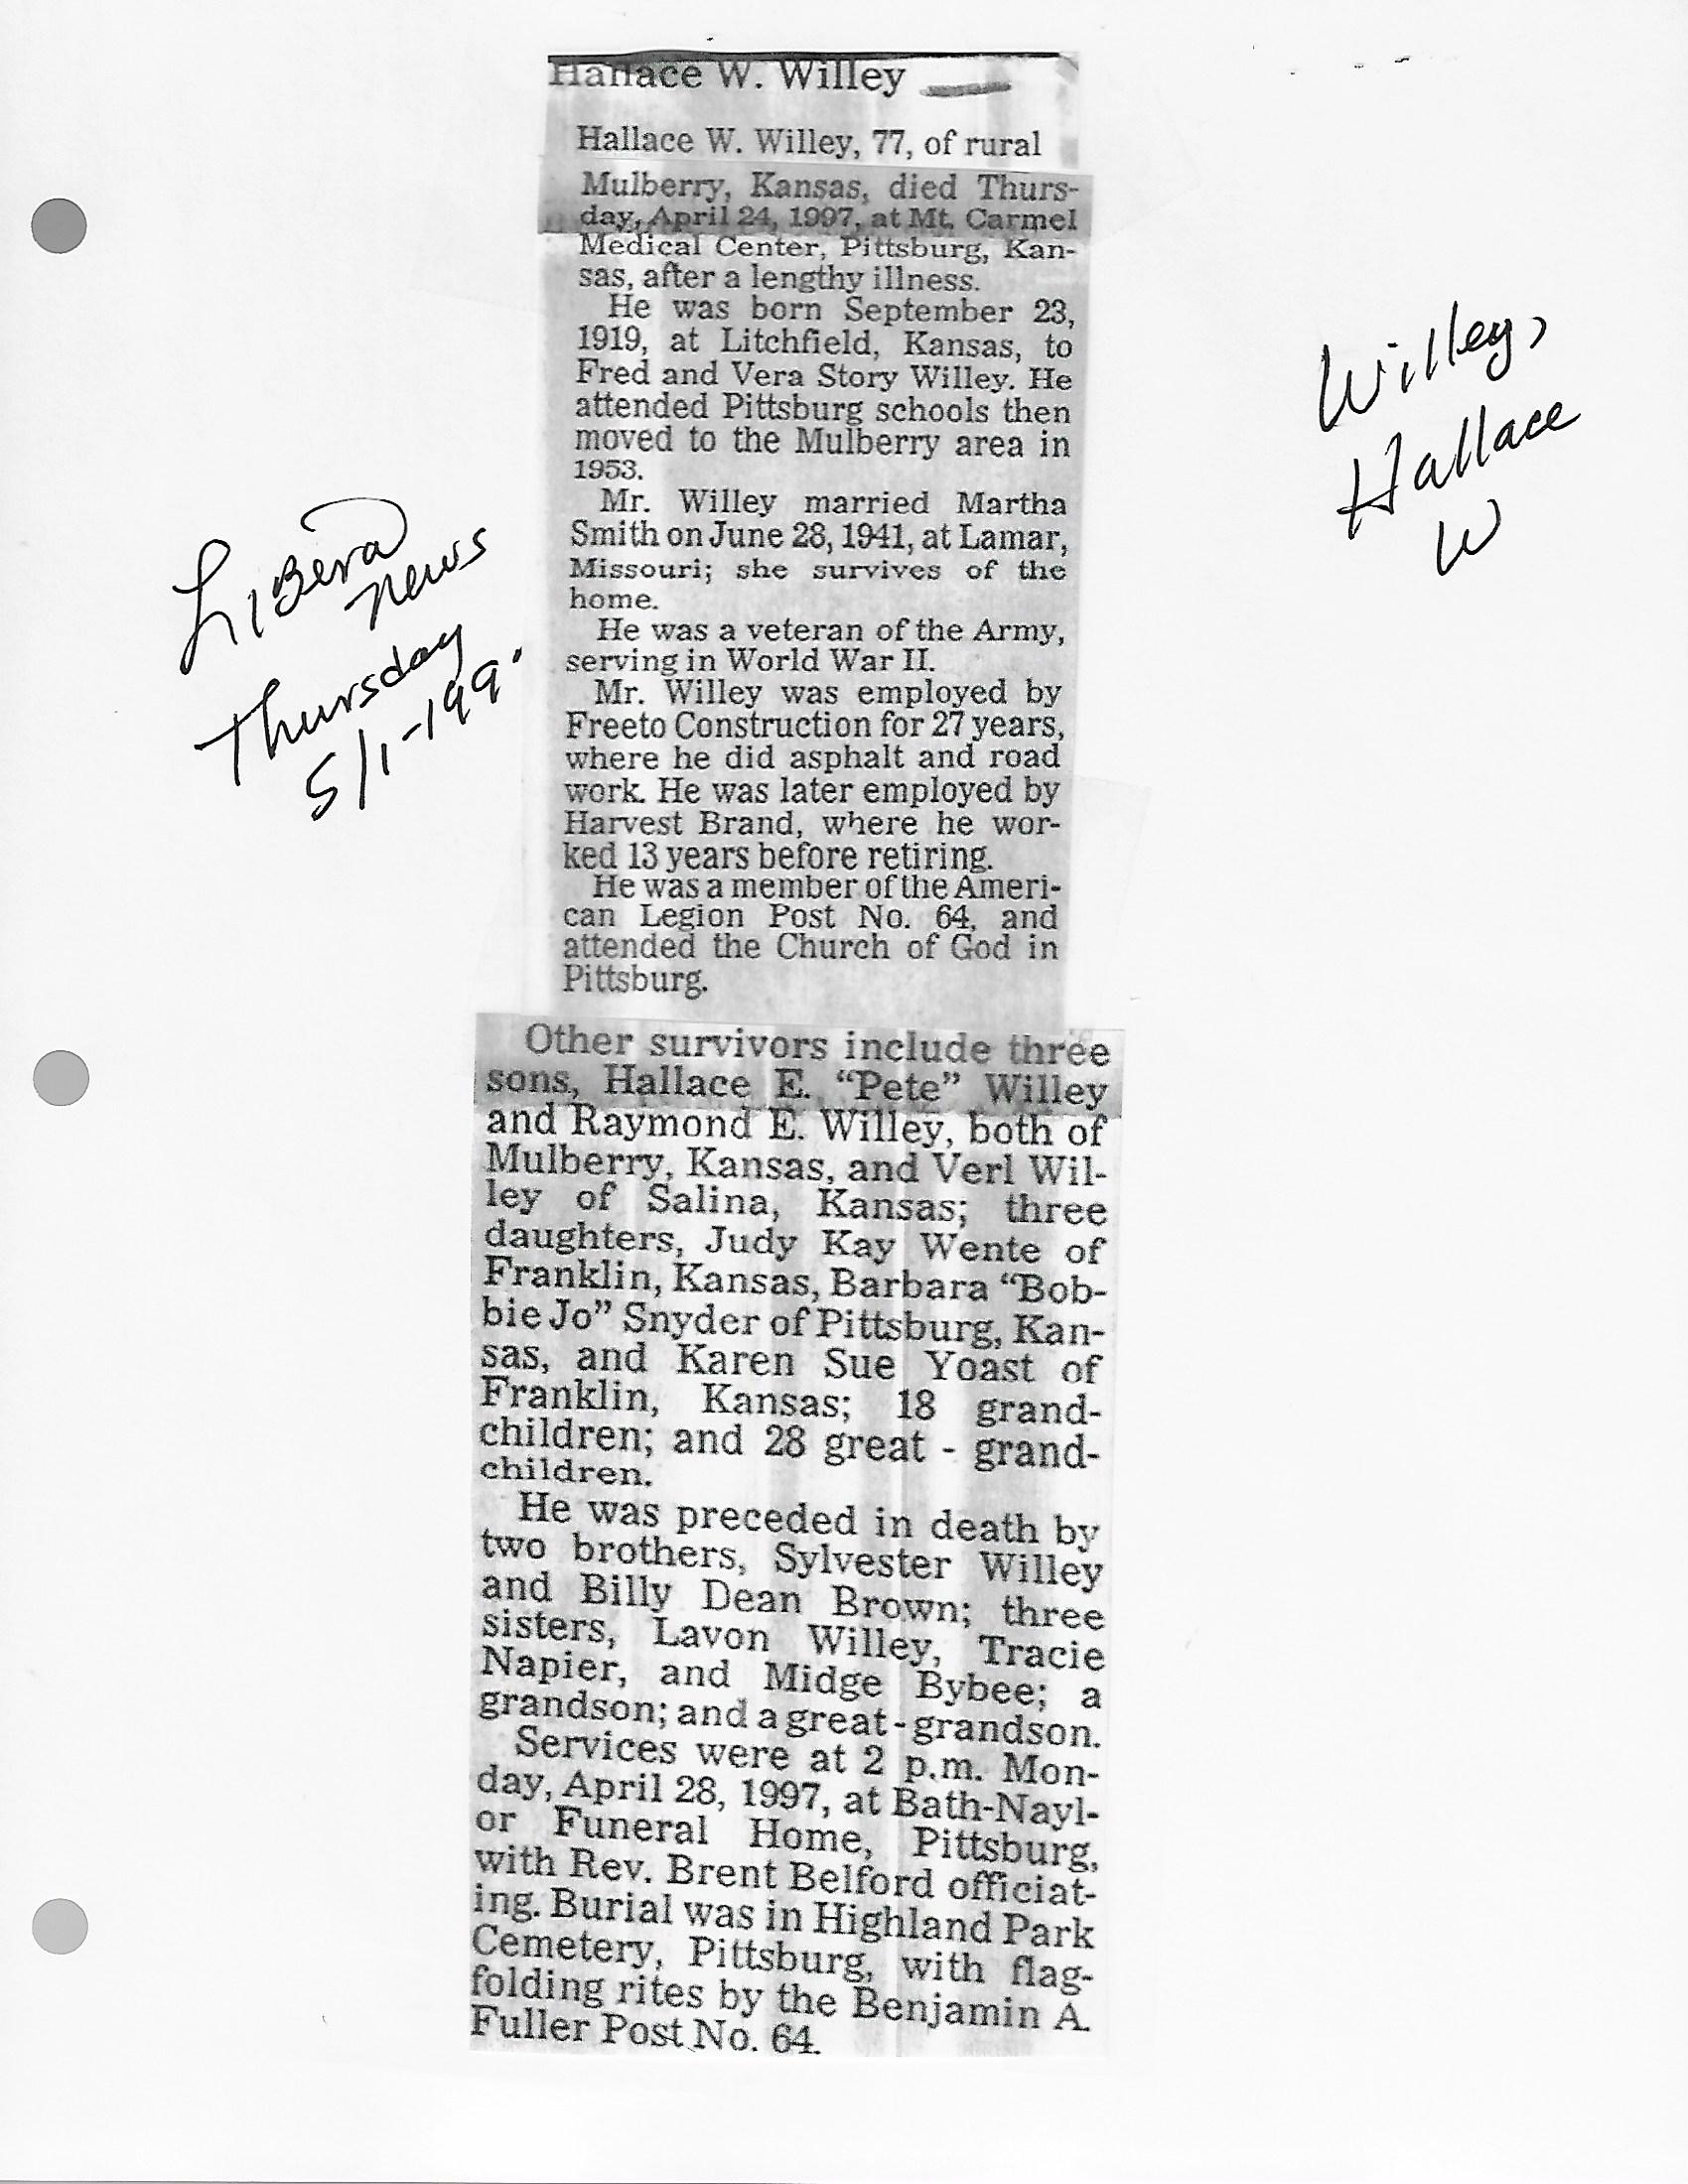 Hallace W. Willey
Hallace W. Willey, 77, of rural
Mulberry, Kansas, died Thurs-
day, April 24, 1997, at Mt. Carmel
Medical Center, Pittsburg, Kan-
sas, after a lengthy illness.
He was born September 23,
1919, at Litchfield, Kansas, to
Fred and Vera Story Willey. He
attended Pittsburg schools then
moved to the Mulberry area in
1953.
Mr. Willey married Martha
Smith on June 28, 1941, at Lamar,
Missouri; she survives of the
home.
He was a veteran of the Army,
serving in World War II.
Mr. Willey was employed by
Freeto Construction for 27 years,
where he did asphalt and road
work. He was later employed by
Harvest Brand, where he wor-
ked 13 years before retiring.
He was a member of the Ameri-
can Legion Post No. 64, and
attended the Church of God in
Pittsburg.
Other survivors include three
sons, Hallace E. “Pete” Willey
and Raymond E. Willey, both of
Mulberry, Kansas, and Verl Wil-
ley of Salina, Kansas; three
daughters, Judy Kay Wente of
Franklin, Kansas, Barbara “Bob-
bie Jo” Snyder of Pittsburg, Kan-
sas, and Karen Sue Yoast of
Franklin, Kansas; 18 grand-
children; and 28 great - grand-
children.
He was preceded in death by
two brothers, Sylvester Willey
and Billy Dean Brown; three
sisters, Lavon Willey, Tracie
Napier, and Midge Bybee; a
grandson; and a great - grandson.
Services were at 2 p.m. Mon-
day, April 28, 1997, at Bath-Nayl-
or Funeral Home, Pittsburg,
with Rev. Brent Belford officiat-
ing. Burial was in Highland Park
Cemetery, Pittsburg, with flag-
folding rites by the Benjamin A.
Fuller Post No. 64.
Libera
News
Thursday
5/1-199
Willey,
Hallace
W